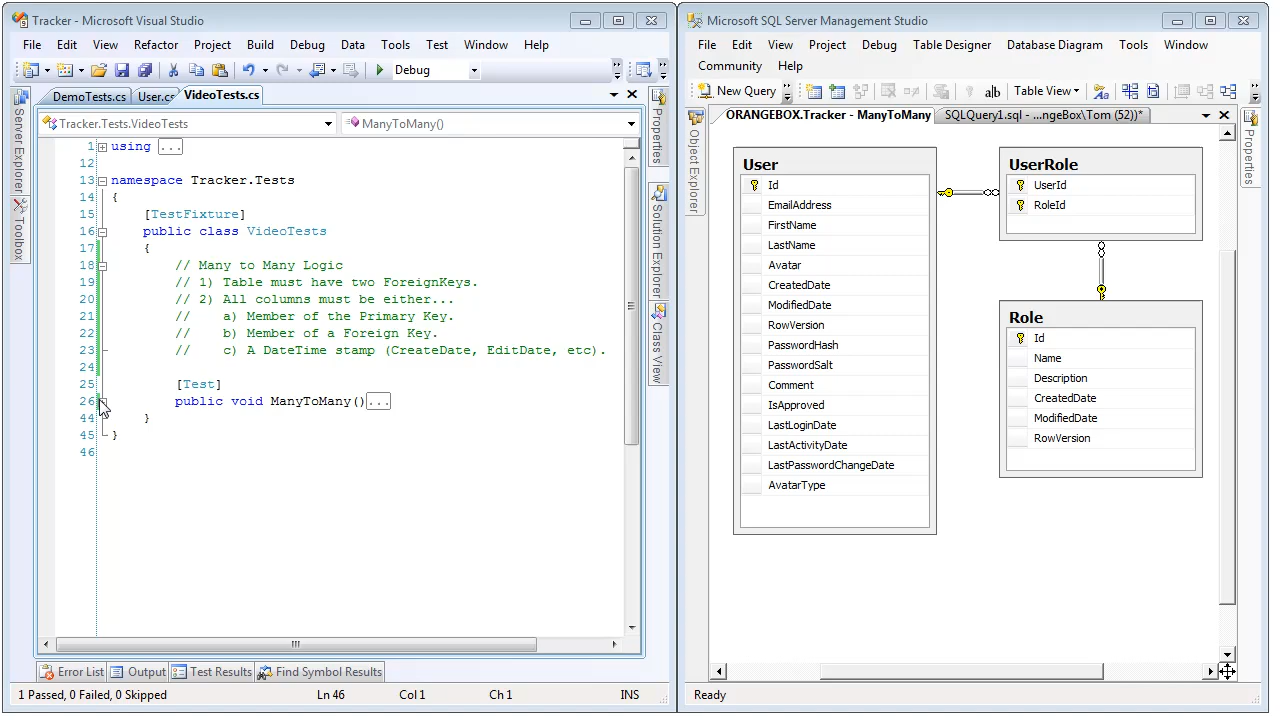 Tracker - Microsoft Visual Studio
File Edit View Refactor Project Build Debug Data Tools Test Window Help
Debug
DemoTests.cs User.cs VideoTests.cs
Tracker.Tests.VideoTests ManyToMany()
Server Explorer
Toolbox
1 using ...
12
13 namespace Tracker.Tests
14 {
15 [TestFixture]
16 public class VideoTests
17 {
18 // Many to Many Logic
19 // 1) Table must have two ForeignKeys.
20 // 2) All columns must be either...
21 // a) Member of the Primary Key.
22 // b) Member of a Foreign Key.
23 // c) A DateTime stamp (CreateDate, EditDate, etc).
24
25 [Test]
26 public void ManyToMany()...
44 }
45 }
46
Properties
Solution Explorer
Class View
Error List Output Test Results Find Symbol Results
1 Passed, 0 Failed, 0 Skipped Ln 46 Col 1 Ch 1 INS
Microsoft SQL Server Management Studio
File Edit View Project Debug Table Designer Database Diagram Tools Window
Community Help
New Query a|b Table View
ORANGEBOX.Tracker - ManyToMany SQLQuery1.sql - ...ngeBox\Tom (52))*
Object Explorer
User
Id
EmailAddress
FirstName
LastName
Avatar
CreatedDate
ModifiedDate
RowVersion
PasswordHash
PasswordSalt
Comment
IsApproved
LastLoginDate
LastActivityDate
LastPasswordChangeDate
AvatarType
UserRole
UserId
RoleId
Role
Id
Name
Description
CreatedDate
ModifiedDate
RowVersion
Properties
Ready